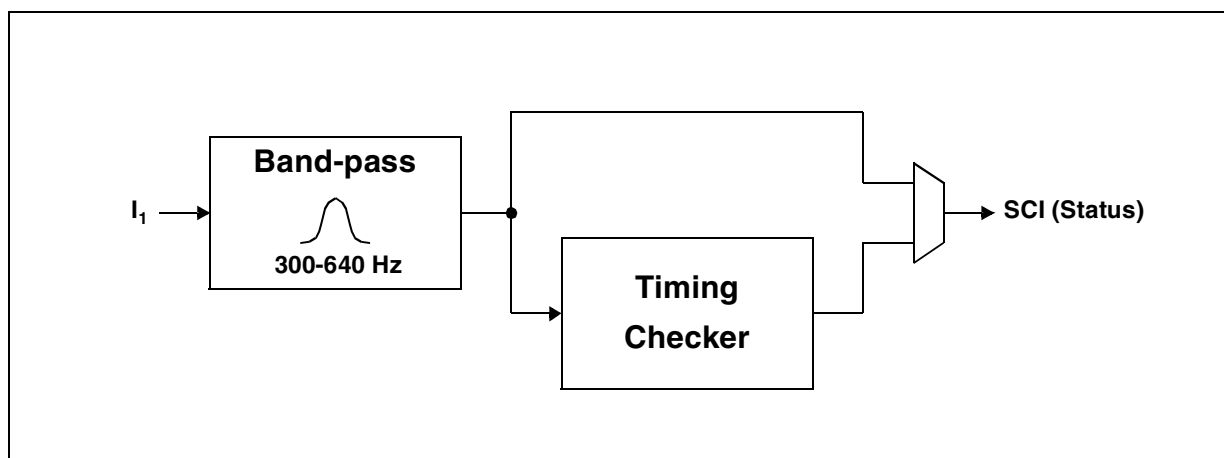 Band-pass
I₁
300-640 Hz
SCI (Status)
Timing
Checker